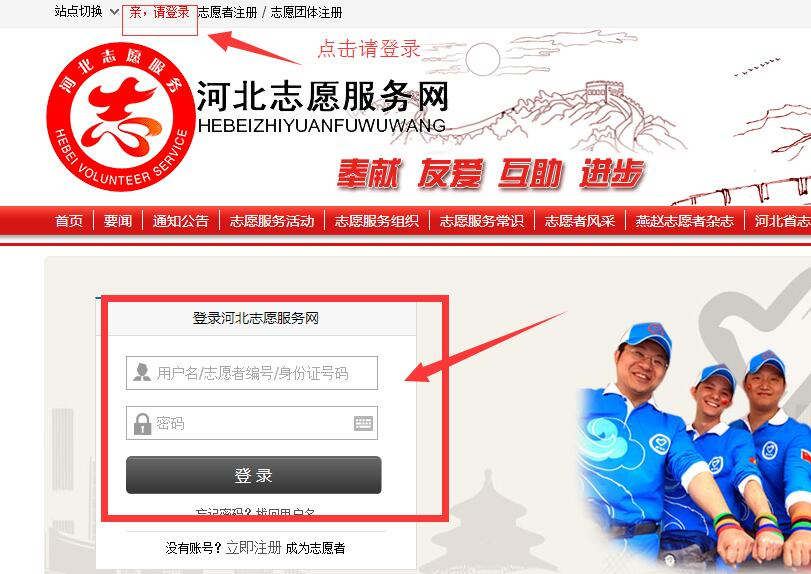 站点切换 亲，请登录 志愿者注册 / 志愿团体注册
点击请登录
河北志愿服务
HEBEI VOLUNTEER SERVICE
河北志愿服务网
HEBEIZHIYUANFUWUWANG
奉献 友爱 互助 进步
首页 要闻 通知公告 志愿服务活动 志愿服务组织 志愿服务常识 志愿者风采 燕赵志愿者杂志 河北省志
登录河北志愿服务网
用户名/志愿者编号/身份证号码
密码
登 录
忘记密码? 找回用户名
没有账号? 立即注册 成为志愿者